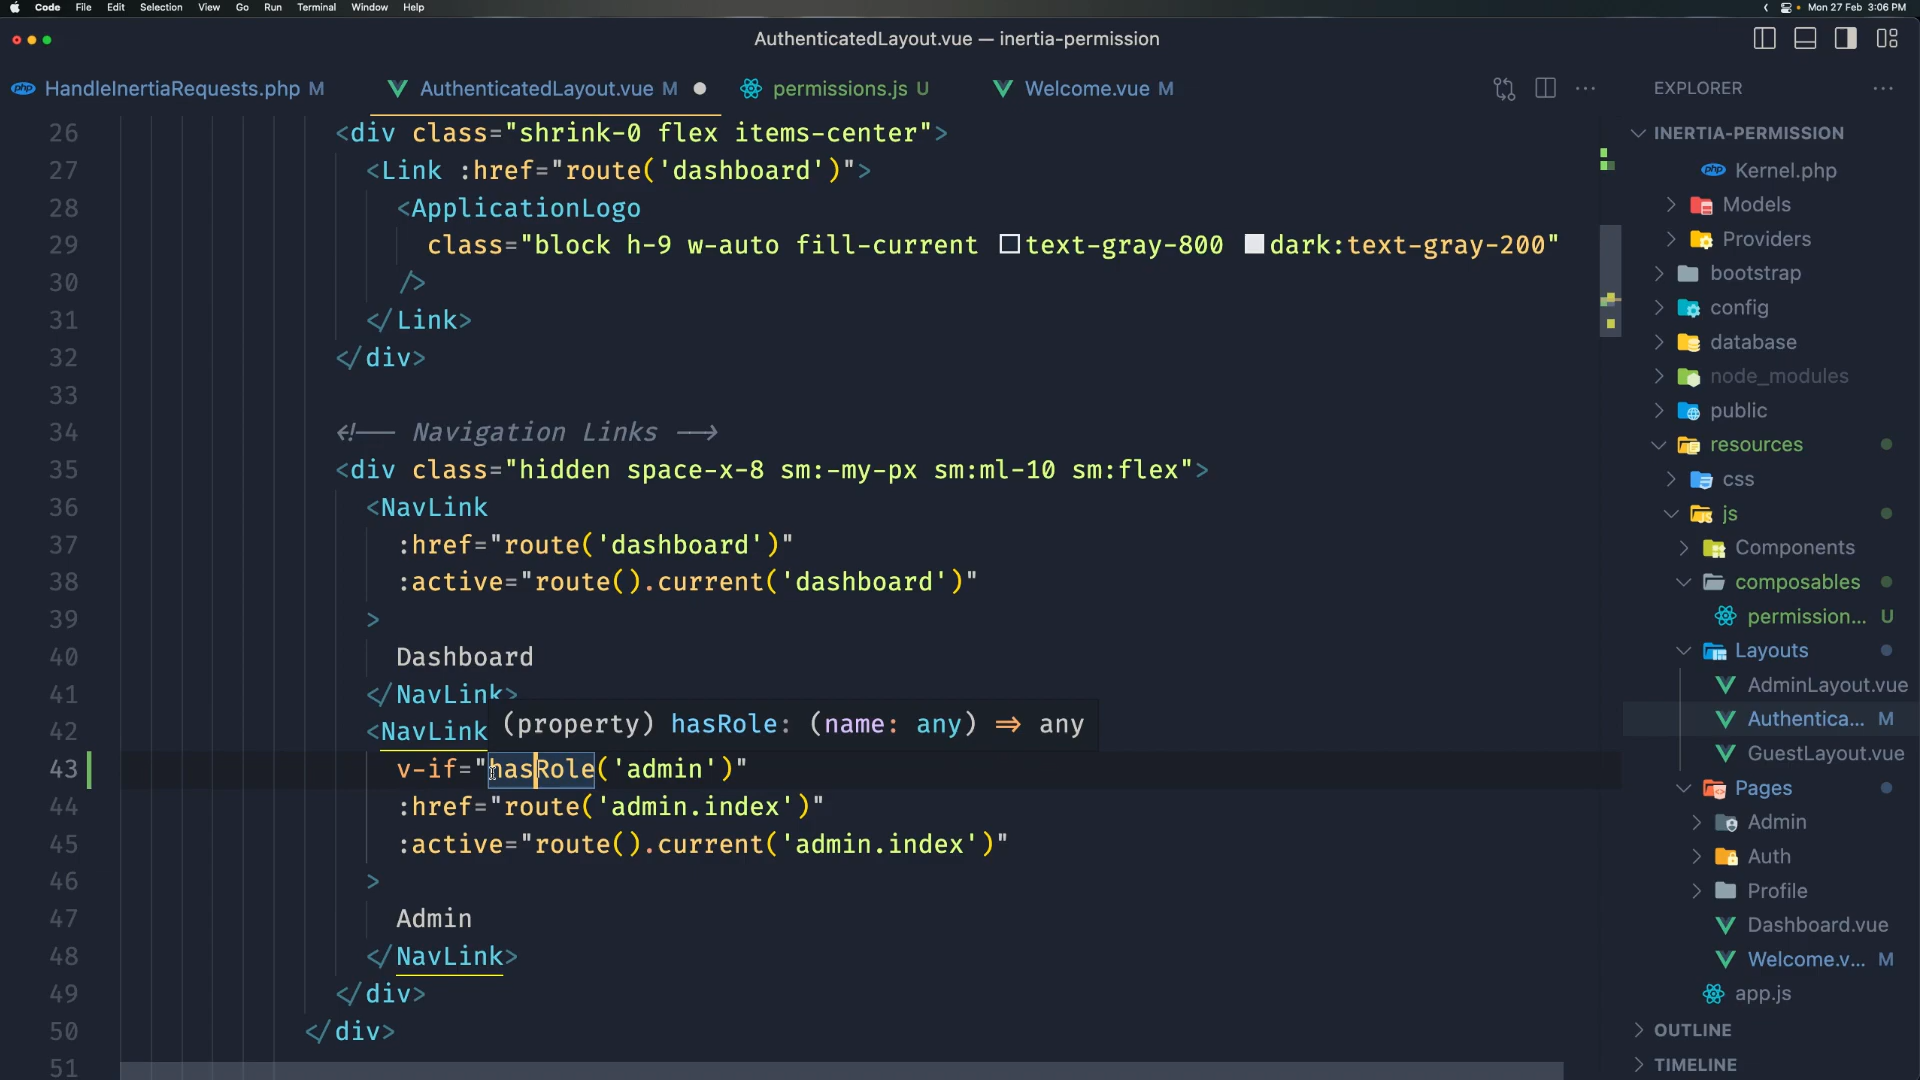 Code File Edit Selection View Go Run Terminal Window Help Mon 27 Feb 3:06 PM
AuthenticatedLayout.vue — inertia-permission
php HandleInertiaRequests.php M AuthenticatedLayout.vue M permissions.js U Welcome.vue M
26 <div class="shrink-0 flex items-center">
27 <Link :href="route('dashboard')">
28 <ApplicationLogo
29 class="block h-9 w-auto fill-current text-gray-800 dark:text-gray-200"
30 />
31 </Link>
32 </div>
33
34 <!-- Navigation Links -->
35 <div class="hidden space-x-8 sm:-my-px sm:ml-10 sm:flex">
36 <NavLink
37 :href="route('dashboard')"
38 :active="route().current('dashboard')"
39 >
40 Dashboard
41 </NavLink>
42 <NavLink
(property) hasRole: (name: any) => any
43 v-if="hasRole('admin')"
44 :href="route('admin.index')"
45 :active="route().current('admin.index')"
46 >
47 Admin
48 </NavLink>
49 </div>
50 </div>
51
EXPLORER
INERTIA-PERMISSION
php Kernel.php
Models
Providers
bootstrap
config
database
node_modules
public
resources
css
JS js
Components
composables
permission... U
Layouts
AdminLayout.vue
Authentica... M
GuestLayout.vue
Pages
Admin
Auth
Profile
Dashboard.vue
Welcome.v... M
app.js
OUTLINE
TIMELINE